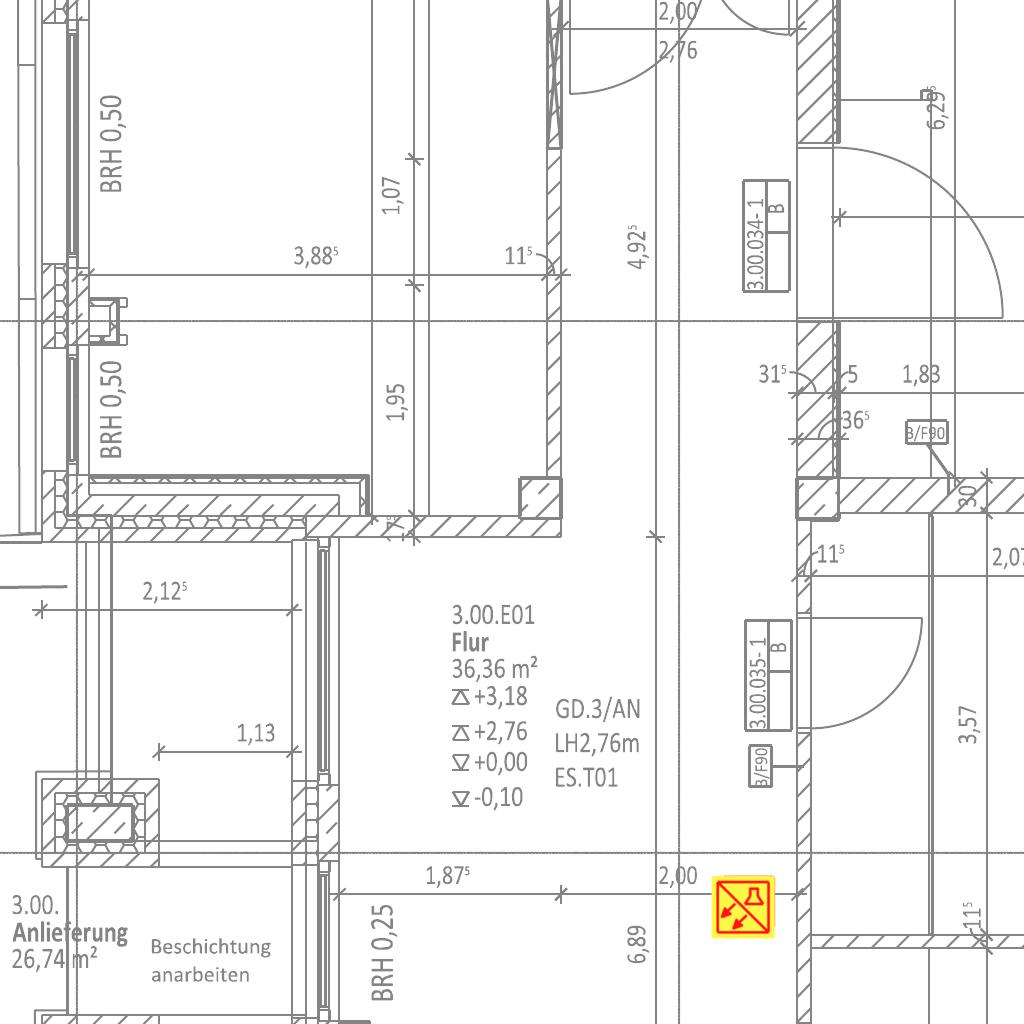 2,00
2,76
BRH 0,50
6,29⁵
1,07
3.00.034- 1
B
3,88⁵
11⁵
4,92⁵
BRH 0,50
1,95
31⁵
5
1,83
36⁵
B/F90
30
11⁵
2,07
2,12⁵
3.00.E01
Flur
36,36 m²
+3,18
+2,76
+0,00
-0,10
GD.3/AN
LH2,76m
ES.T01
3.00.035- 1
B
B/F90
3,57
1,13
1,87⁵
2,00
3.00.
Anlieferung
26,74 m²
Beschichtung
anarbeiten
BRH 0,25
6,89
11⁵